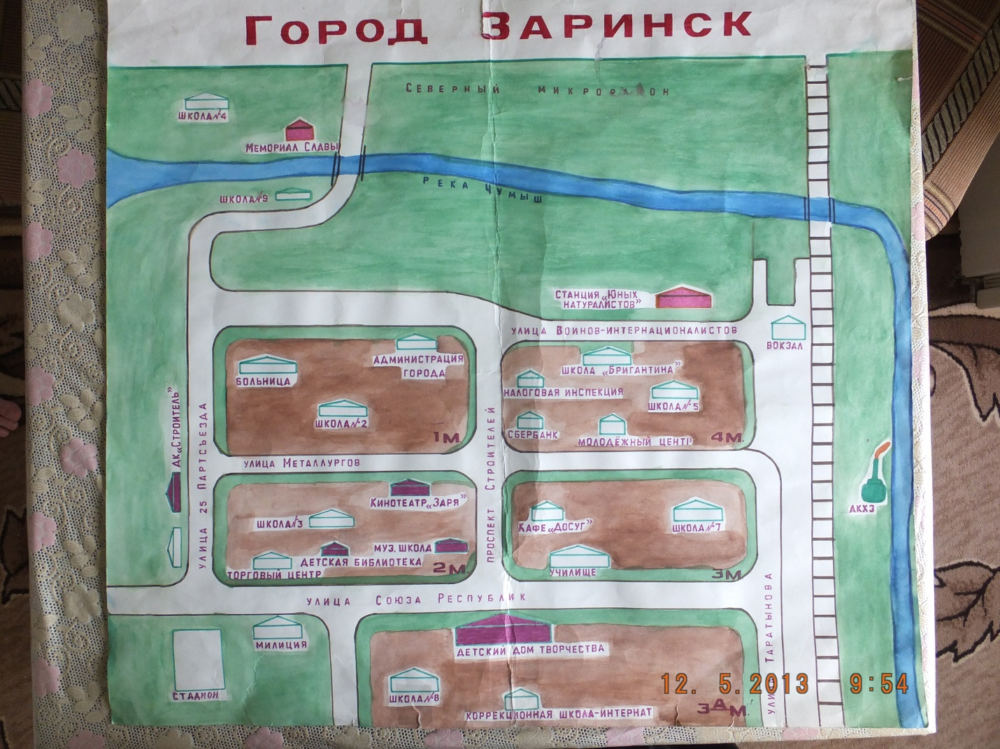 Город Заринск
Северный микрорайон
Школа №4
Мемориал Славы
Река Чумыш
Школа №9
Станция „Юных
натуралистов”
Улица Воинов-интернационалистов
Вокзал
Администрация
города
Больница
Школа №2
1м.
Школа „Бригантина”
Налоговая инспекция
Школа №5
Сбербанк
Молодёжный центр
4м.
ДК „Строитель”
Улица 25 Партсъезда
Улица Металлургов
Проспект Строителей
Кинотеатр „Заря”
Школа №3
Муз. школа
Детская библиотека
Торговый центр
2м.
Кафе „Досуг”
Школа №7
Училище
3м.
АКХЗ
Улица Союза Республик
Улица Таратынова
Милиция
Стадион
Детский дом творчества
Школа №8
Коррекционная школа-интернат
3Ам.
12. 5.2013 9:54